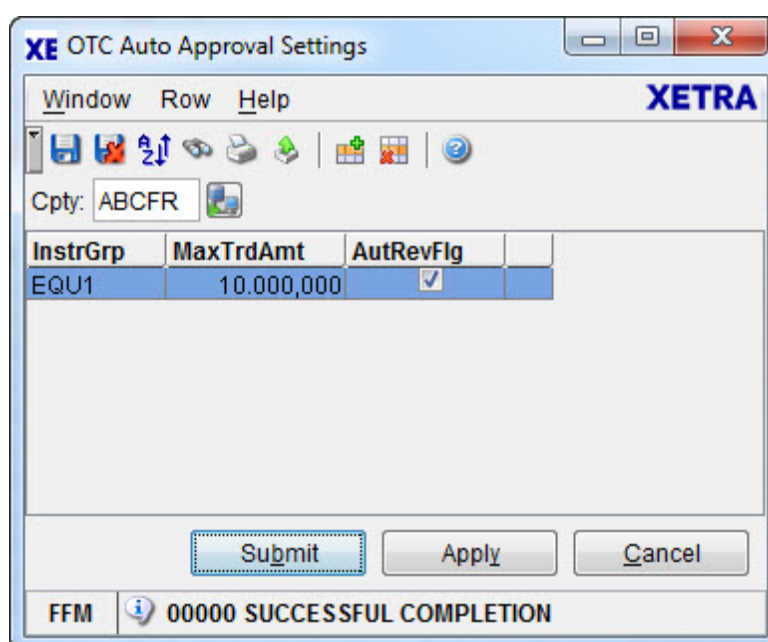 XE OTC Auto Approval Settings
Window Row Help XETRA
Cpty: ABCFR
InstrGrp MaxTrdAmt AutRevFlg
EQU1 10.000,000
Submit Apply Cancel
FFM 00000 SUCCESSFUL COMPLETION